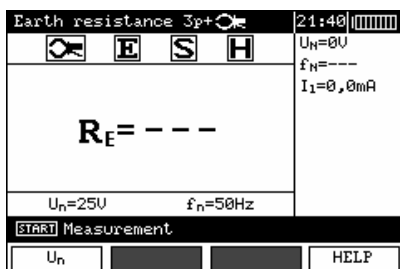 Earth resistance 3p+ 21:40
E S H
U_N=0V
f_N=---
I_1=0,0mA
R_E= - - -
U_n=25V f_n=50Hz
START Measurement
U_n HELP